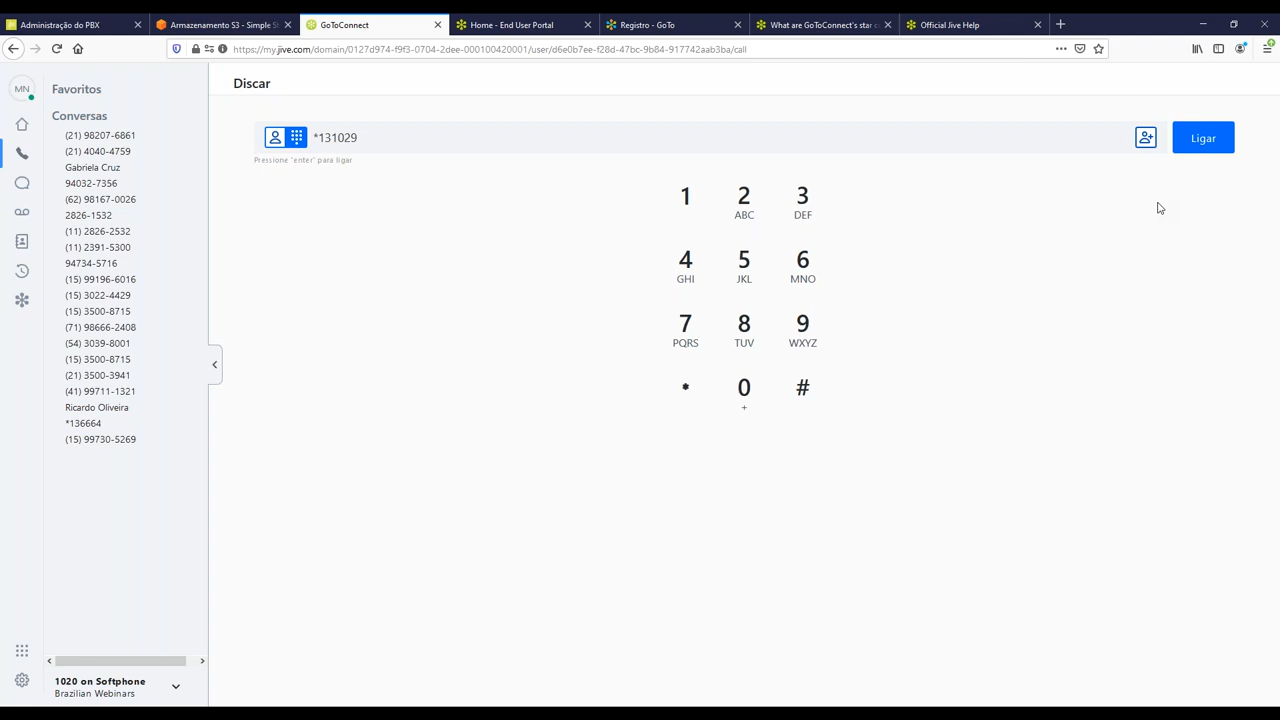 Administração do PBX
Armazenamento S3 - Simple S
GoToConnect
Home - End User Portal
Registro - GoTo
What are GoToConnect's star c
Official Jive Help
https://my.jive.com/domain/0127d974-f9f3-0704-2dee-000100420001/user/d6e0b7ee-f28d-47bc-9b84-917742aab3ba/call
MN
Favoritos
Conversas
(21) 98207-6861
(21) 4040-4759
Gabriela Cruz
94032-7356
(62) 98167-0026
2826-1532
(11) 2826-2532
(11) 2391-5300
94734-5716
(15) 99196-6016
(15) 3022-4429
(15) 3500-8715
(71) 98666-2408
(54) 3039-8001
(15) 3500-8715
(21) 3500-3941
(41) 99711-1321
Ricardo Oliveira
*136664
(15) 99730-5269
1020 on Softphone
Brazilian Webinars
Discar
*131029
Ligar
Pressione 'enter' para ligar
1 2 3
ABC DEF
4 5 6
GHI JKL MNO
7 8 9
PQRS TUV WXYZ
* 0 #
+